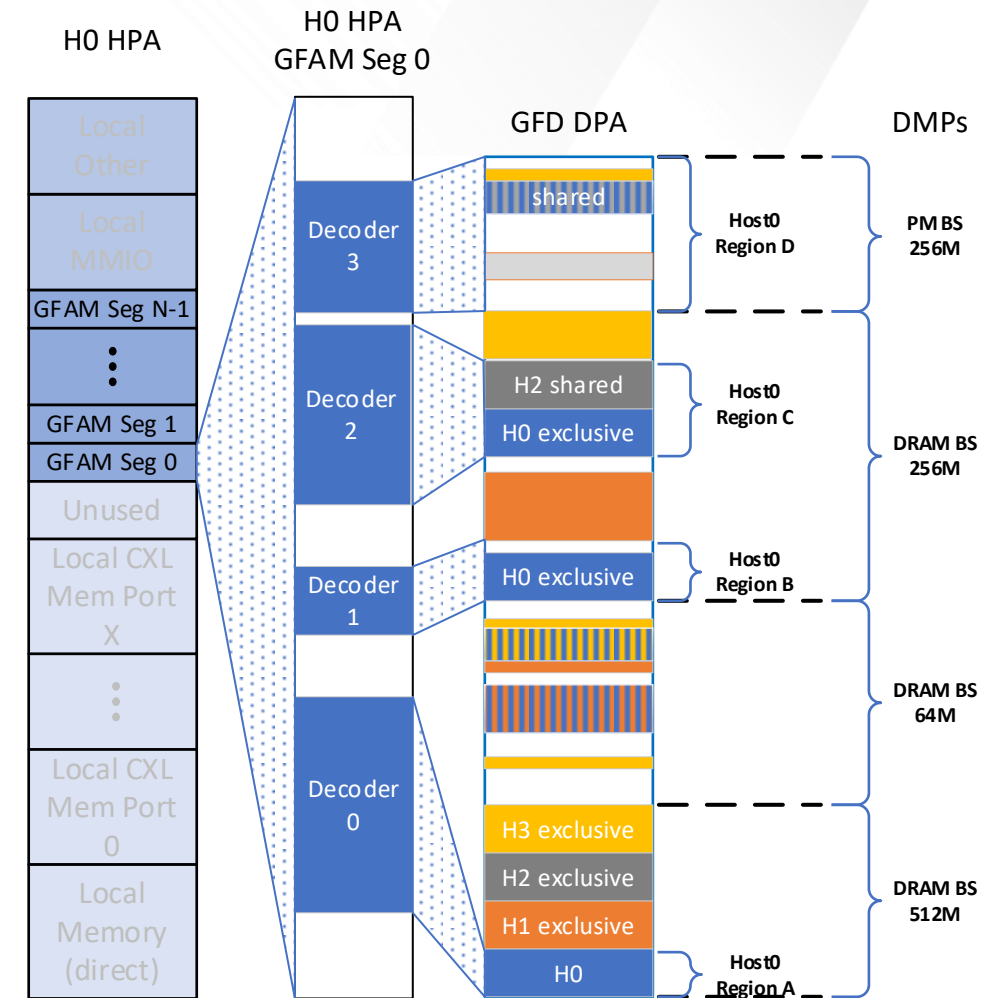 H0 HPA
Local
Other
Local
MMIO
GFAM Seg N-1
GFAM Seg 1
GFAM Seg 0
Unused
Local CXL
Mem Port
X
Local CXL
Mem Port
0
Local
Memory
(direct)
H0 HPA
GFAM Seg 0
Decoder
3
Decoder
2
Decoder
1
Decoder
0
GFD DPA
shared
H2 shared
H0 exclusive
H0 exclusive
H3 exclusive
H2 exclusive
H1 exclusive
H0
Host0
Region D
Host0
Region C
Host0
Region B
Host0
Region A
DMPs
PM BS
256M
DRAM BS
256M
DRAM BS
64M
DRAM BS
512M